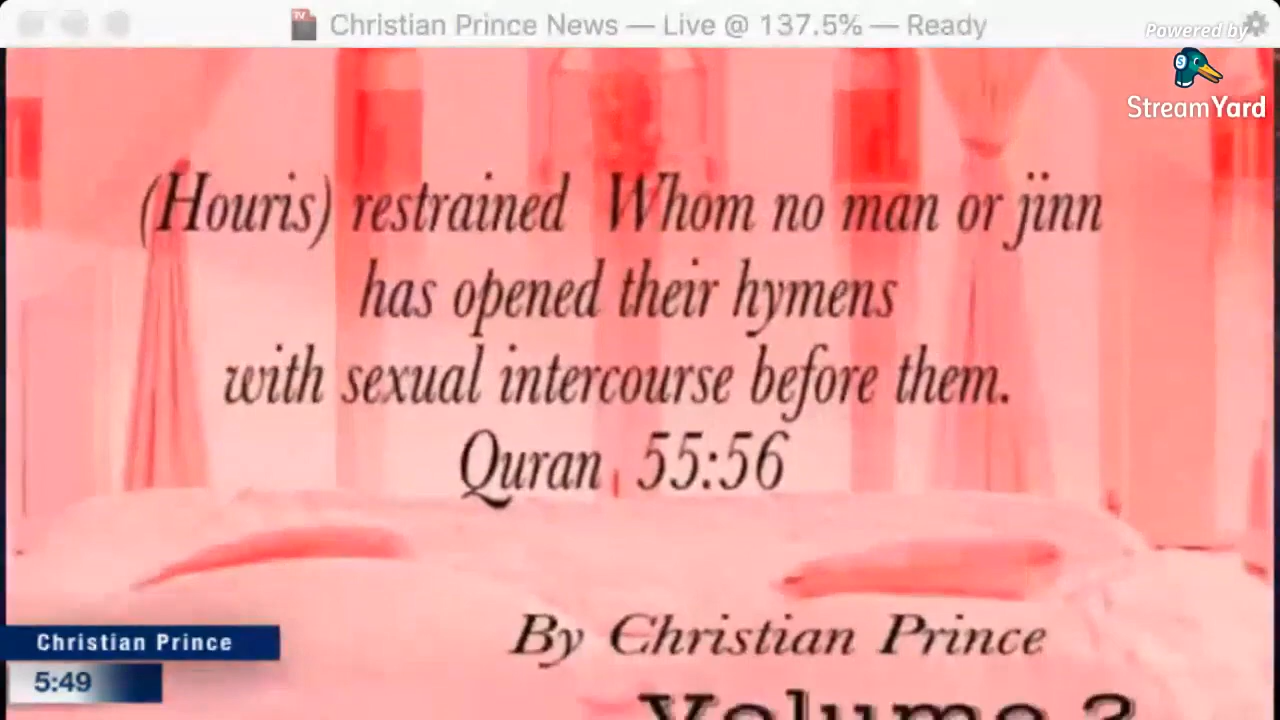 Christian Prince News — Live @ 137.5% — Ready
Powered by
StreamYard
(Houris) restrained Whom no man or jinn
has opened their hymens
with sexual intercourse before them.
Quran 55:56
By Christian Prince
Christian Prince
5:49